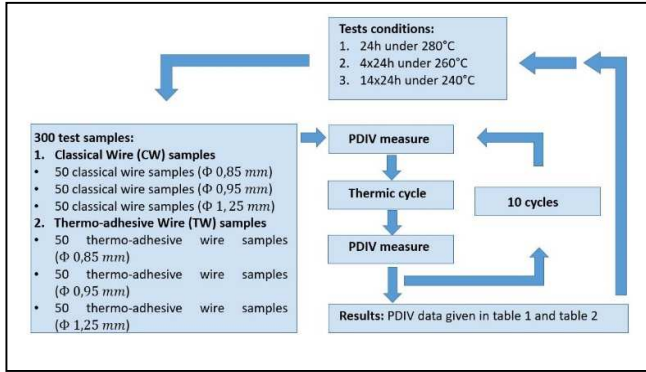 Tests conditions:
1. 24h under 280°C
2. 4x24h under 260°C
3. 14x24h under 240°C
300 test samples:
1. Classical Wire (CW) samples
• 50 classical wire samples (Φ 0,85 mm)
• 50 classical wire samples (Φ 0,95 mm)
• 50 classical wire samples (Φ 1, 25 mm)
2. Thermo-adhesive Wire (TW) samples
• 50 thermo-adhesive wire samples
(Φ 0,85 mm)
• 50 thermo-adhesive wire samples
(Φ 0,95 mm)
• 50 thermo-adhesive wire samples
(Φ 1,25 mm)
PDIV measure
Thermic cycle
PDIV measure
10 cycles
Results: PDIV data given in table 1 and table 2